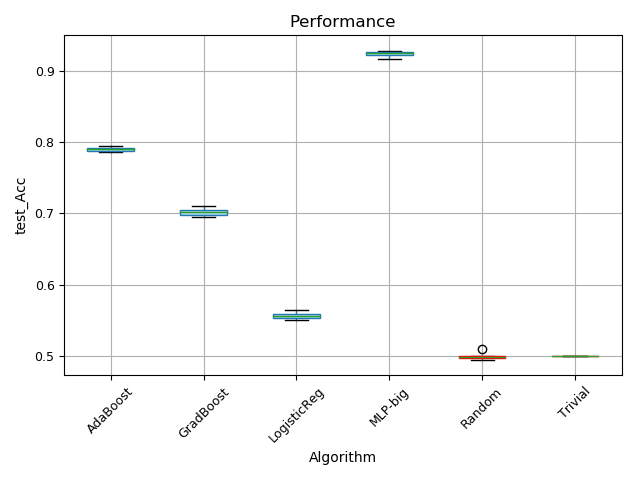 Performance
test_Acc
0.9
0.8
0.7
0.6
0.5
AdaBoost
GradBoost
LogisticReg
MLP-big
Random
Trivial
Algorithm